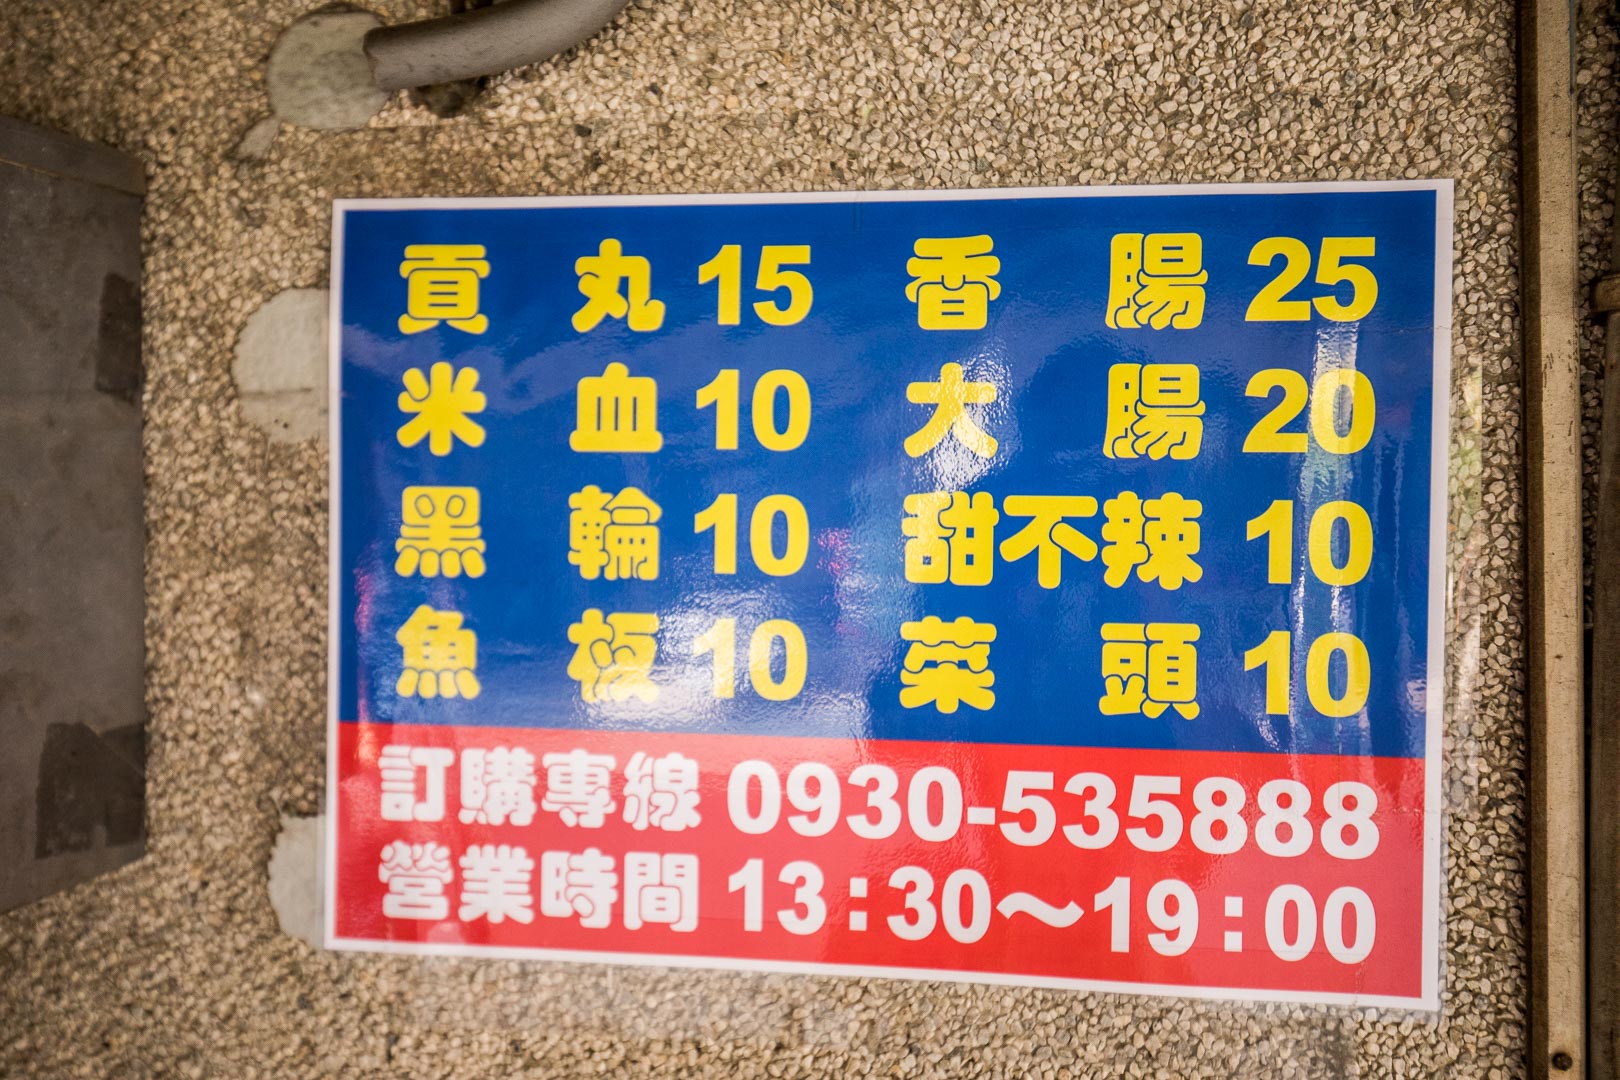 貢丸 15 香腸 25
米血 10 大腸 20
黑輪 10 甜不辣 10
魚板 10 菜頭 10
訂購專線 0930-535888
營業時間 13:30～19:00